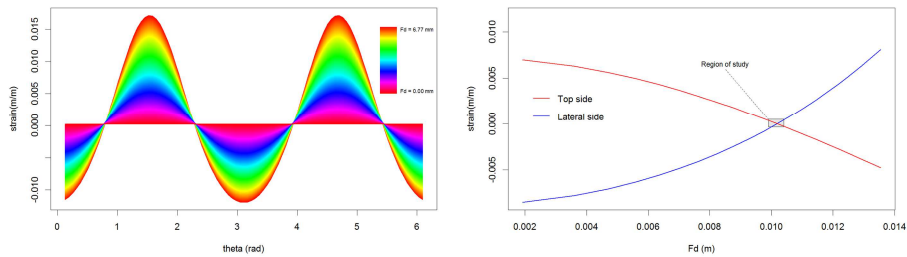 strain(m/m)
0.015
0.010
0.005
0.000
-0.010
Fd = 6.77 mm
Fd = 0.00 mm
0 1 2 3 4 5 6
theta (rad)
strain(m/m)
0.010
0.005
0.000
-0.005
Region of study
Top side
Lateral side
0.002 0.004 0.006 0.008 0.010 0.012 0.014
Fd (m)